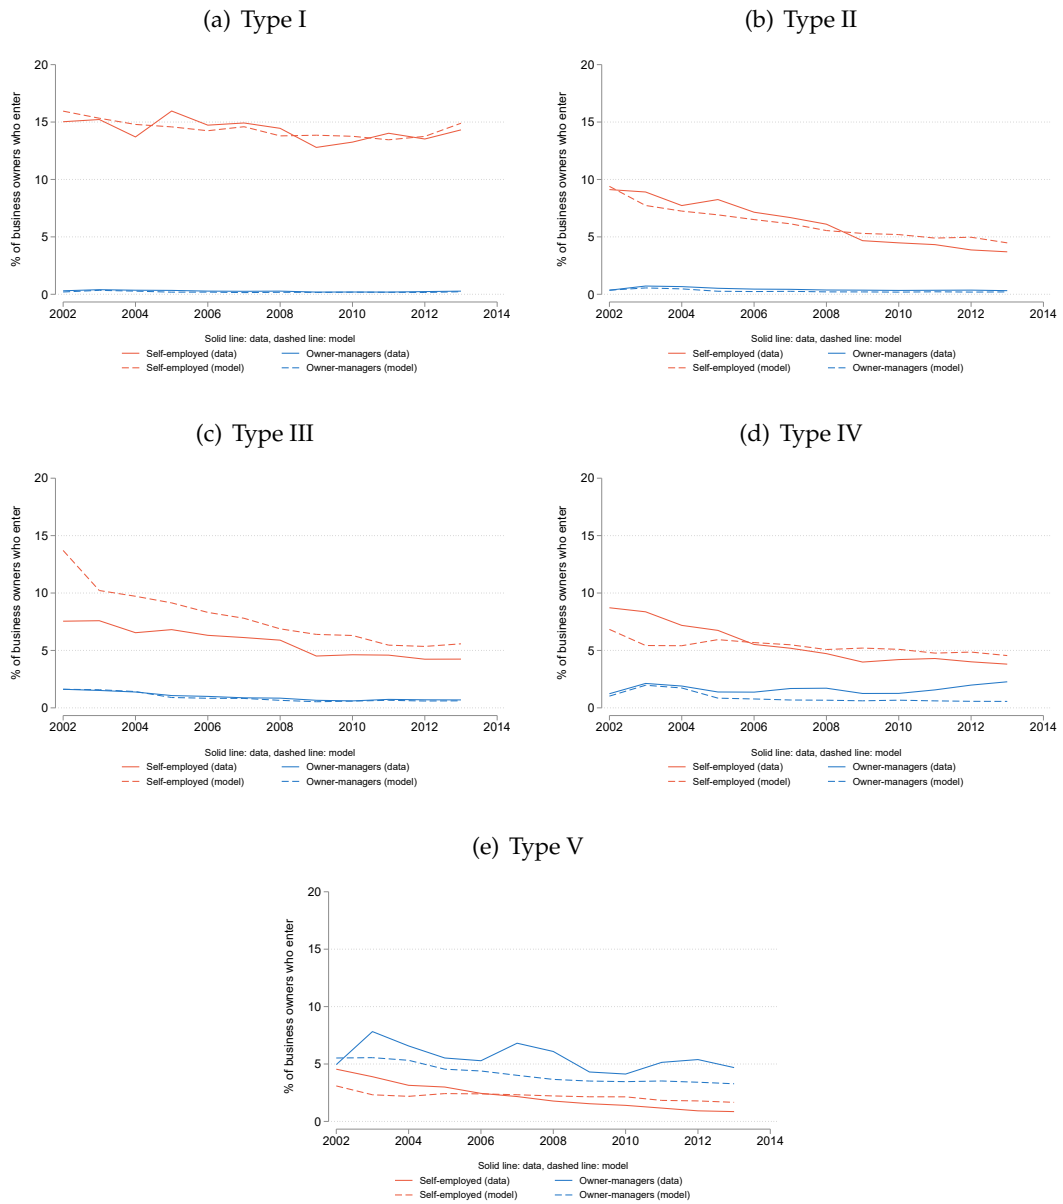 (a) Type I
% of business owners who enter
20
15
10
5
0
2002 2004 2006 2008 2010 2012 2014
Solid line: data, dashed line: model
Self-employed (data) Owner-managers (data)
Self-employed (model) Owner-managers (model)
(b) Type II
% of business owners who enter
20
15
10
5
0
2002 2004 2006 2008 2010 2012 2014
Solid line: data, dashed line: model
Self-employed (data) Owner-managers (data)
Self-employed (model) Owner-managers (model)
(c) Type III
% of business owners who enter
20
15
10
5
0
2002 2004 2006 2008 2010 2012 2014
Solid line: data, dashed line: model
Self-employed (data) Owner-managers (data)
Self-employed (model) Owner-managers (model)
(d) Type IV
% of business owners who enter
20
15
10
5
0
2002 2004 2006 2008 2010 2012 2014
Solid line: data, dashed line: model
Self-employed (data) Owner-managers (data)
Self-employed (model) Owner-managers (model)
(e) Type V
% of business owners who enter
20
15
10
5
0
2002 2004 2006 2008 2010 2012 2014
Solid line: data, dashed line: model
Self-employed (data) Owner-managers (data)
Self-employed (model) Owner-managers (model)